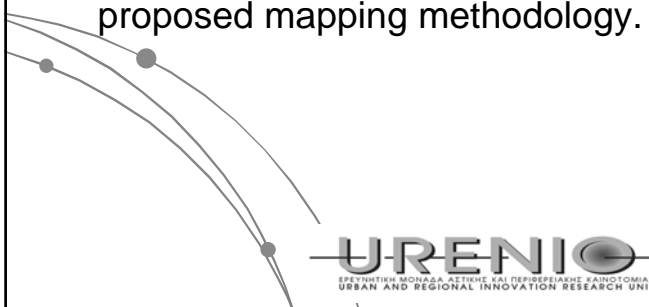 proposed mapping methodology.
URENIO
ΕΡΕΥΝΗΤΙΚΗ ΜΟΝΑΔΑ ΑΣΤΙΚΗΣ ΚΑΙ ΠΕΡΙΦΕΡΕΙΑΚΗΣ ΚΑΙΝΟΤΟΜΙΑ
URBAN AND REGIONAL INNOVATION RESEARCH UNI